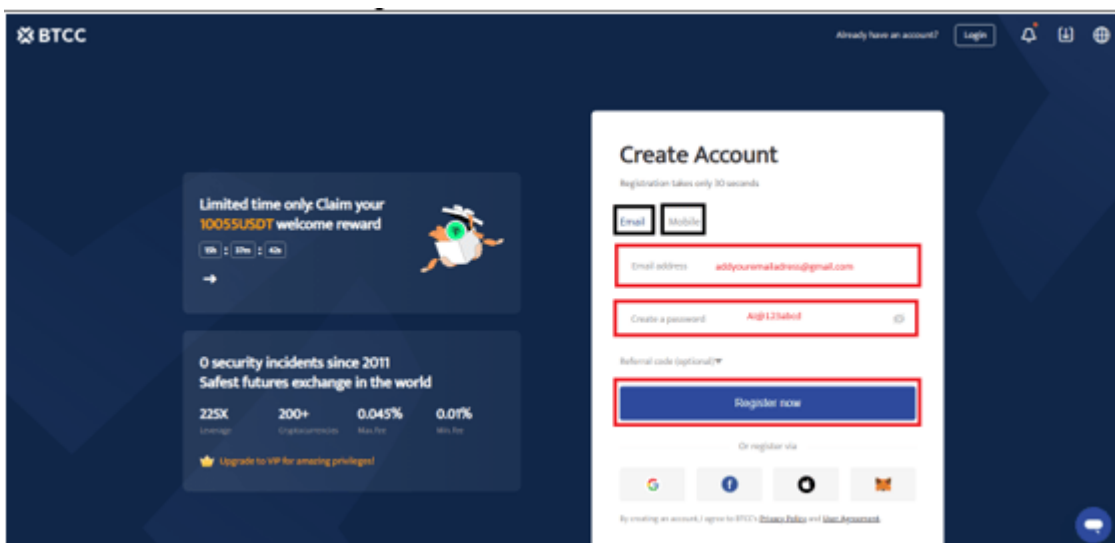 BTCC
Already have an account?
Login
Create Account
Registration takes only 30 seconds
Email
Mobile
Limited time only: Claim your
10055USDT welcome reward
Email address addyouremailadress@gmail.com
Create a password
0 security incidents since 2011
Safest futures exchange in the world
225X 200+ 0.045% 0.01%
Leverage Cryptocurrencies Max.fee Min.fee
Upgrade to VIP for amazing privileges!
Referral code (optional)
Register now
Or register via
By creating an account, I agree to BTCC's Privacy Policy and User Agreement.